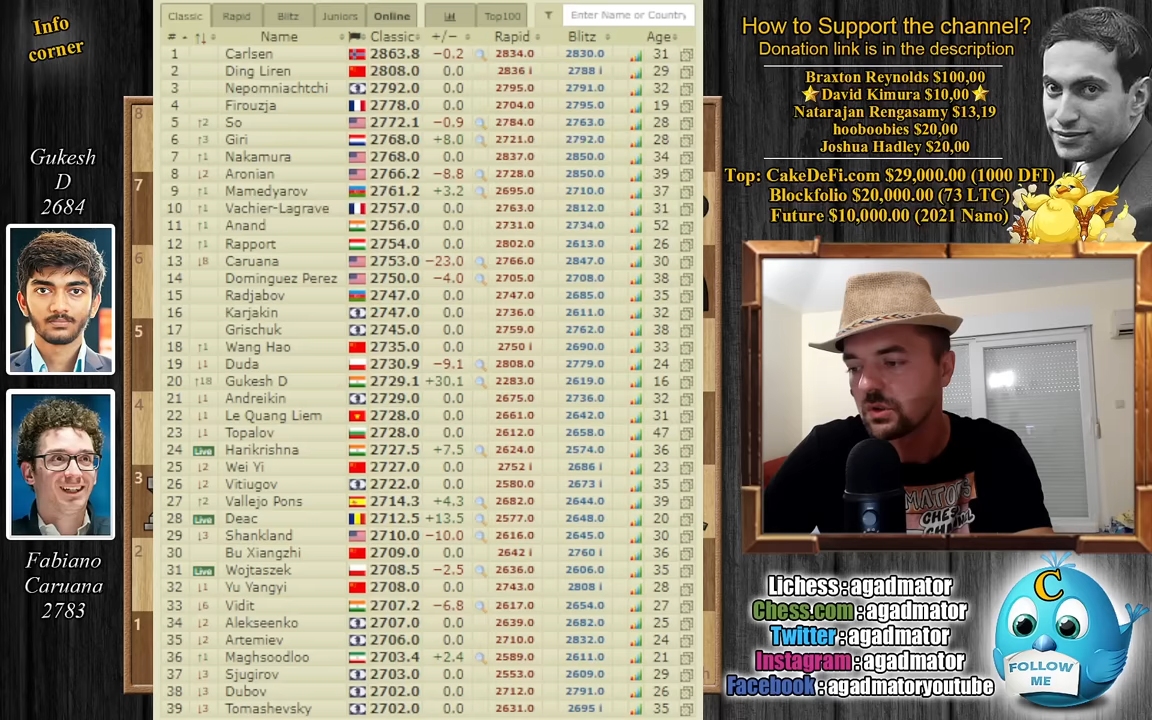 Info
corner
Gukesh
D
2684
Fabiano
Caruana
2783
Classic Rapid Blitz Juniors Online Top100 Enter Name or Country
# Name Classic +/− Rapid Blitz Age
1 Carlsen 2863.8 −0.2 2834.0 2830.0 31
2 Ding Liren 2808.0 0.0 2836 i 2788 i 29
3 Nepomniachtchi 2792.0 0.0 2795.0 2791.0 32
4 Firouzja 2778.0 0.0 2704.0 2795.0 19
5 ↑2 So 2772.1 −0.9 2784.0 2763.0 28
6 ↑3 Giri 2768.0 +8.0 2721.0 2792.0 28
7 ↑1 Nakamura 2768.0 0.0 2837.0 2850.0 34
8 ↓2 Aronian 2766.2 −8.8 2728.0 2850.0 39
9 ↑1 Mamedyarov 2761.2 +3.2 2695.0 2710.0 37
10 ↑1 Vachier-Lagrave 2757.0 0.0 2763.0 2812.0 31
11 ↑1 Anand 2756.0 0.0 2731.0 2734.0 52
12 ↑1 Rapport 2754.0 0.0 2802.0 2613.0 26
13 ↓8 Caruana 2753.0 −23.0 2766.0 2847.0 30
14 Dominguez Perez 2750.0 −4.0 2705.0 2708.0 38
15 Radjabov 2747.0 0.0 2747.0 2685.0 35
16 Karjakin 2747.0 0.0 2736.0 2611.0 32
17 Grischuk 2745.0 0.0 2759.0 2762.0 38
18 ↑1 Wang Hao 2735.0 0.0 2750 i 2690.0 33
19 ↓1 Duda 2730.9 −9.1 2808.0 2779.0 24
20 ↑18 Gukesh D 2729.1 +30.1 2283.0 2619.0 16
21 ↓1 Andreikin 2729.0 0.0 2675.0 2736.0 32
22 ↓1 Le Quang Liem 2728.0 0.0 2661.0 2642.0 31
23 ↓1 Topalov 2728.0 0.0 2612.0 2658.0 47
24 Live Harikrishna 2727.5 +7.5 2624.0 2574.0 36
25 ↓2 Wei Yi 2727.0 0.0 2752 i 2686 i 23
26 ↓2 Vitiugov 2722.0 0.0 2580.0 2673 i 35
27 ↑2 Vallejo Pons 2714.3 +4.3 2682.0 2644.0 39
28 Live Deac 2712.5 +13.5 2577.0 2648.0 20
29 ↓3 Shankland 2710.0 −10.0 2616.0 2645.0 30
30 Bu Xiangzhi 2709.0 0.0 2642 i 2760 i 36
31 Live Wojtaszek 2708.5 −2.5 2636.0 2606.0 35
32 ↓1 Yu Yangyi 2708.0 0.0 2743.0 2808 i 28
33 ↓6 Vidit 2707.2 −6.8 2617.0 2654.0 27
34 ↓2 Alekseenko 2707.0 0.0 2639.0 2682.0 25
35 ↓2 Artemiev 2706.0 0.0 2710.0 2832.0 24
36 ↑1 Maghsoodloo 2703.4 +2.4 2589.0 2611.0 21
37 ↓3 Sjugirov 2703.0 0.0 2553.0 2609.0 29
38 ↓3 Dubov 2702.0 0.0 2712.0 2791.0 26
39 ↓3 Tomashevsky 2702.0 0.0 2631.0 2695 i 35
8
7
6
5
4
3
2
1
h
How to Support the channel?
Donation link is in the description
Braxton Reynolds $100,00
David Kimura $10,00
Natarajan Rengasamy $13,19
hooboobies $20,00
Joshua Hadley $20,00
Top: CakeDeFi.com $29,000.00 (1000 DFI)
Blockfolio $20,000.00 (73 LTC)
Future $10,000.00 (2021 Nano)
Lichess : agadmator
Chess.com : agadmator
Twitter : agadmator
Instagram : agadmator
Facebook : agadmatoryoutube
C
FOLLOW
ME